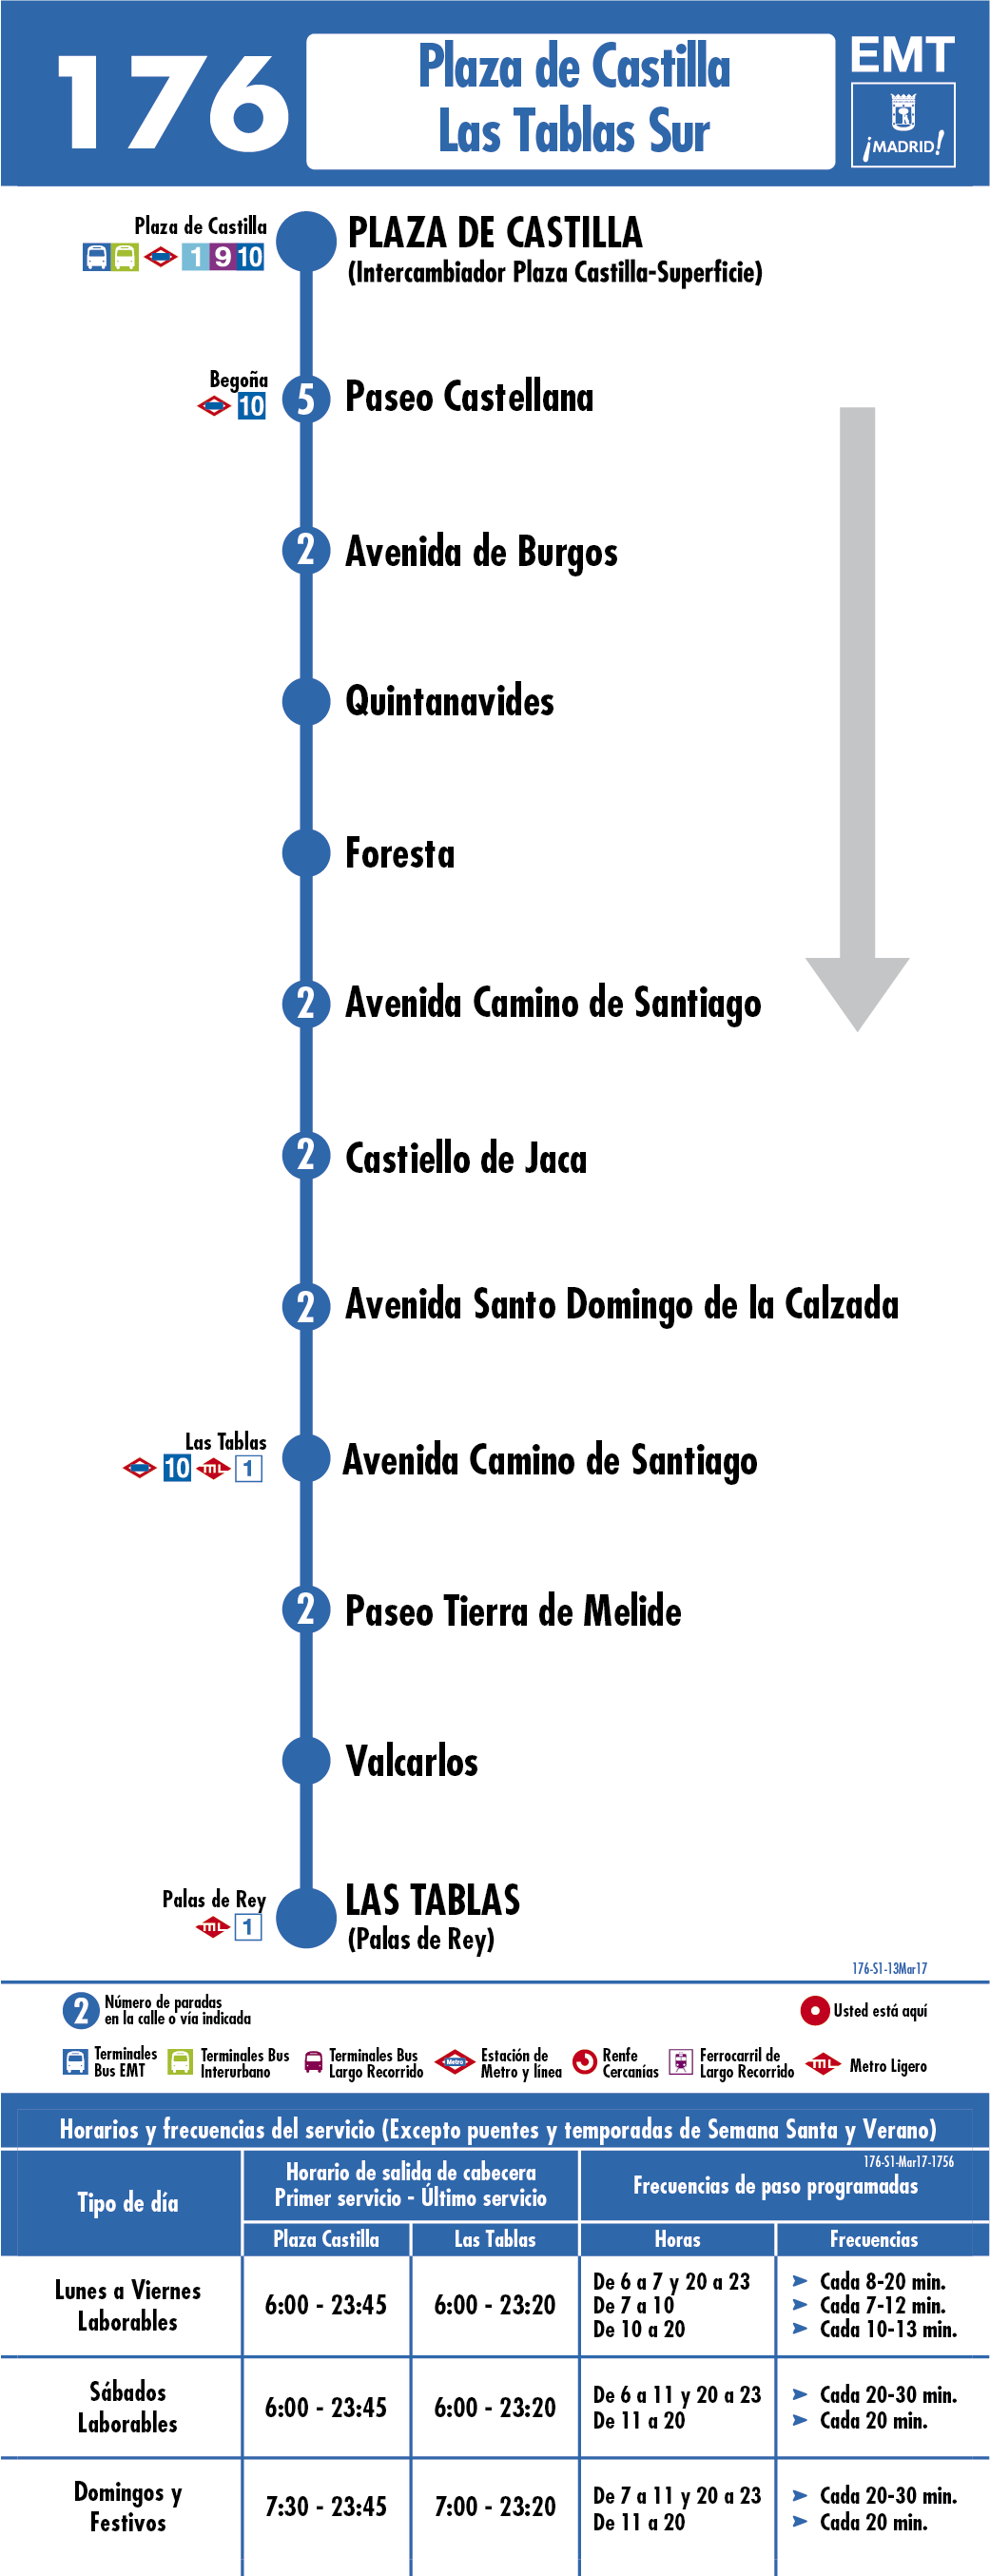 176
Plaza de Castilla
Las Tablas Sur
EMT
¡MADRID!
Plaza de Castilla
1 9 10
PLAZA DE CASTILLA
(Intercambiador Plaza Castilla-Superficie)
Begoña
10
5
Paseo Castellana
2
Avenida de Burgos
Quintanavides
Foresta
2
Avenida Camino de Santiago
2
Castiello de Jaca
2
Avenida Santo Domingo de la Calzada
Las Tablas
10 mL 1
Avenida Camino de Santiago
2
Paseo Tierra de Melide
Valcarlos
Palas de Rey
mL 1
LAS TABLAS
(Palas de Rey)
176-S1-13Mar17
2
Número de paradas
en la calle o vía indicada
Usted está aquí
Terminales
Bus EMT
Terminales Bus
Interurbano
Terminales Bus
Largo Recorrido
Metro
Estación de
Metro y línea
Renfe
Cercanías
Ferrocarril de
Largo Recorrido
mL
Metro Ligero
Horarios y frecuencias del servicio (Excepto puentes y temporadas de Semana Santa y Verano)
176-S1-Mar17-1756
Tipo de día
Horario de salida de cabecera
Primer servicio - Último servicio
Frecuencias de paso programadas
Plaza Castilla
Las Tablas
Horas
Frecuencias
Lunes a Viernes
Laborables
6:00 - 23:45
6:00 - 23:20
De 6 a 7 y 20 a 23
Cada 8-20 min.
De 7 a 10
Cada 7-12 min.
De 10 a 20
Cada 10-13 min.
Sábados
Laborables
6:00 - 23:45
6:00 - 23:20
De 6 a 11 y 20 a 23
Cada 20-30 min.
De 11 a 20
Cada 20 min.
Domingos y
Festivos
7:30 - 23:45
7:00 - 23:20
De 7 a 11 y 20 a 23
Cada 20-30 min.
De 11 a 20
Cada 20 min.